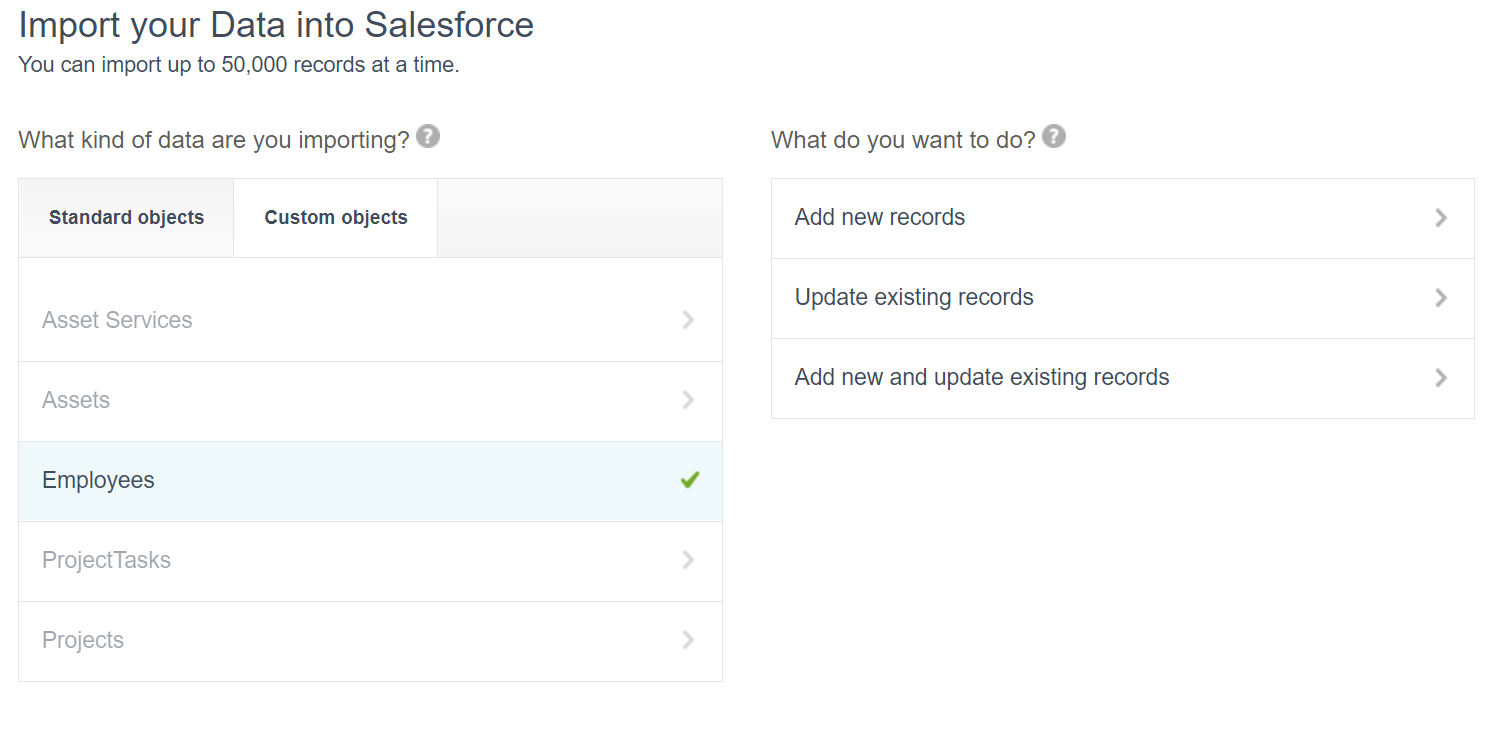 Import your Data into Salesforce
You can import up to 50,000 records at a time.
What kind of data are you importing? ?
Standard objects
Custom objects
Asset Services
Assets
Employees
ProjectTasks
Projects
What do you want to do? ?
Add new records
Update existing records
Add new and update existing records